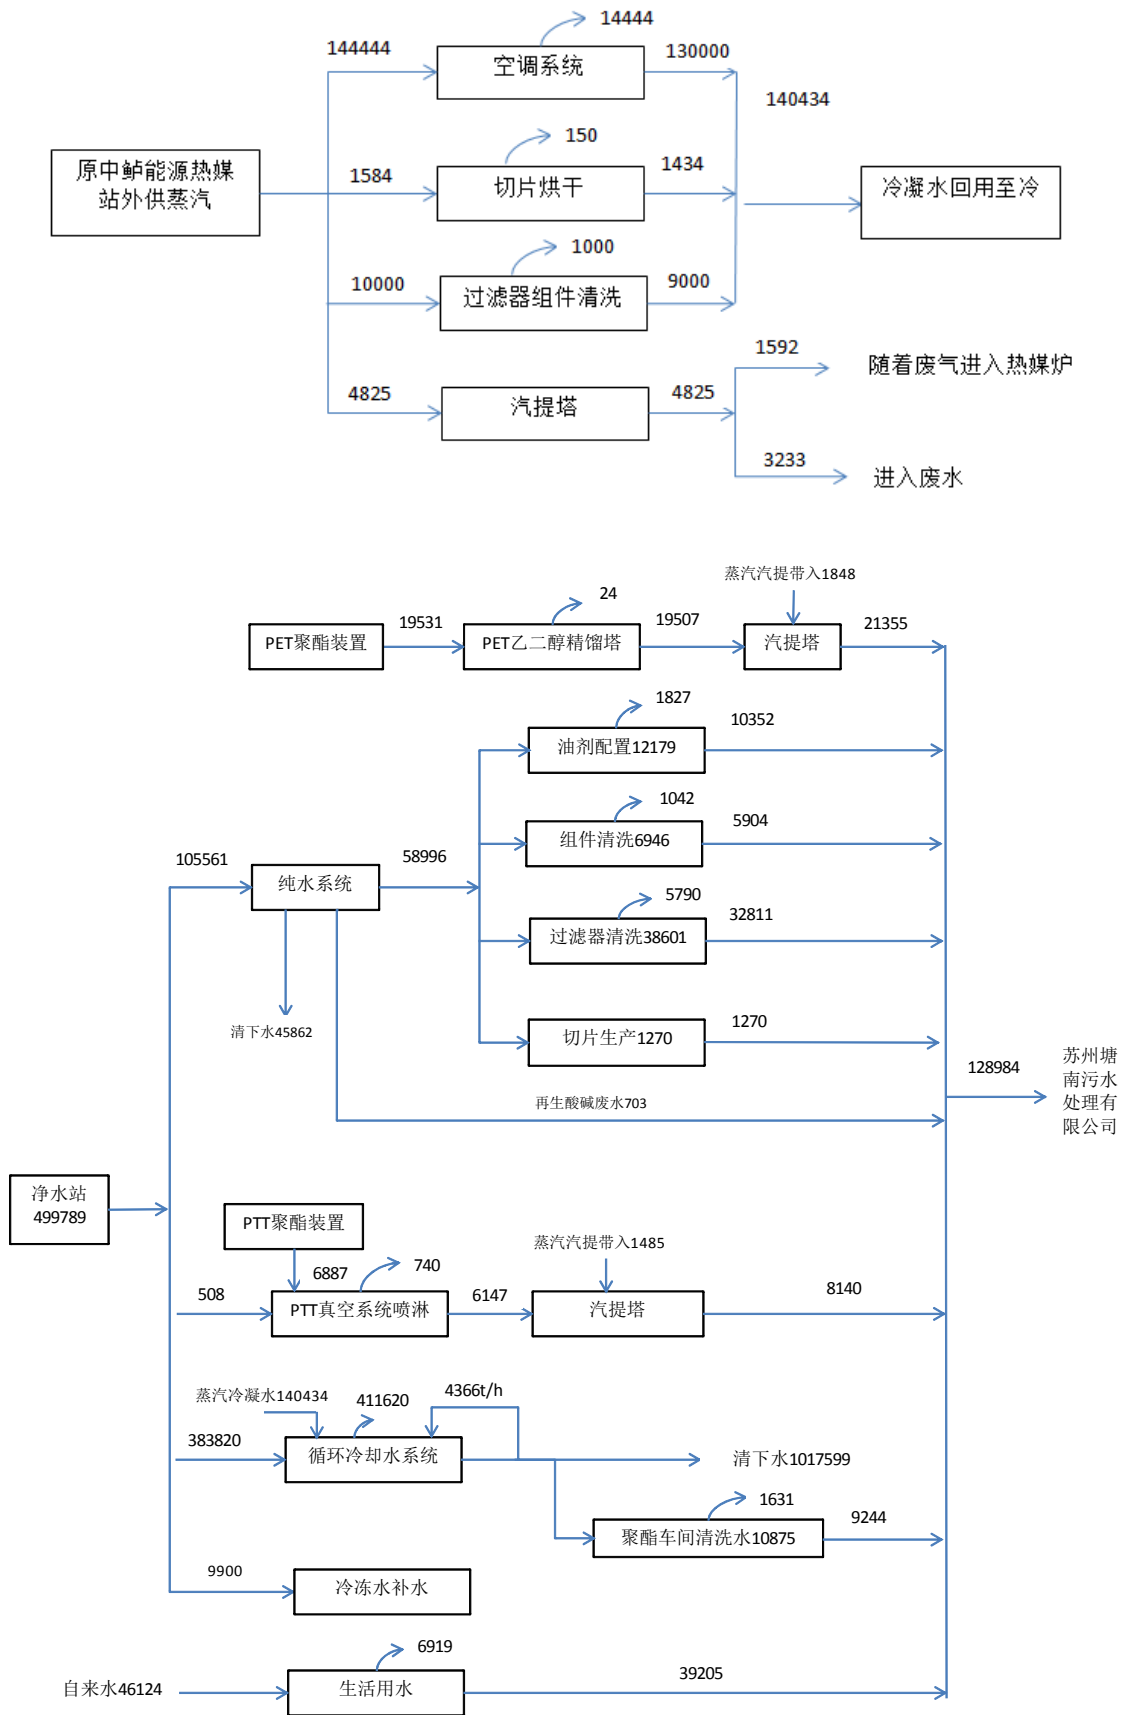 14444
144444
空调系统
130000
140434
150
原中鲈能源热媒
站外供蒸汽
1584
切片烘干
1434
冷凝水回用至冷
1000
10000
过滤器组件清洗
9000
1592
随着废气进入热媒炉
4825
汽提塔
4825
3233
进入废水
蒸汽汽提带入1848
24
PET聚酯装置
19531
PET乙二醇精馏塔
19507
汽提塔
21355
1827
油剂配置12179
10352
1042
组件清洗6946
5904
105561
纯水系统
58996
5790
过滤器清洗38601
32811
清下水45862
切片生产1270
1270
128984
苏州塘
南污水
处理有
限公司
再生酸碱废水703
净水站
499789
PTT聚酯装置
蒸汽汽提带入1485
6887
740
508
PTT真空系统喷淋
6147
汽提塔
8140
蒸汽冷凝水140434
411620
4366t/h
383820
循环冷却水系统
清下水1017599
1631
聚酯车间清洗水10875
9244
9900
冷冻水补水
6919
自来水46124
生活用水
39205